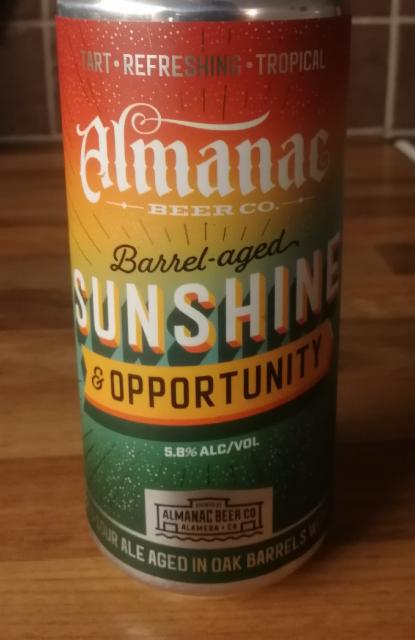 TART • REFRESHING • TROPICAL
Almanac
BEER CO.
Barrel-aged
SUNSHINE
& OPPORTUNITY
5.8% ALC/VOL
ALMANAC BEER CO
ALAMEDA • CA
SOUR ALE AGED IN OAK BARRELS